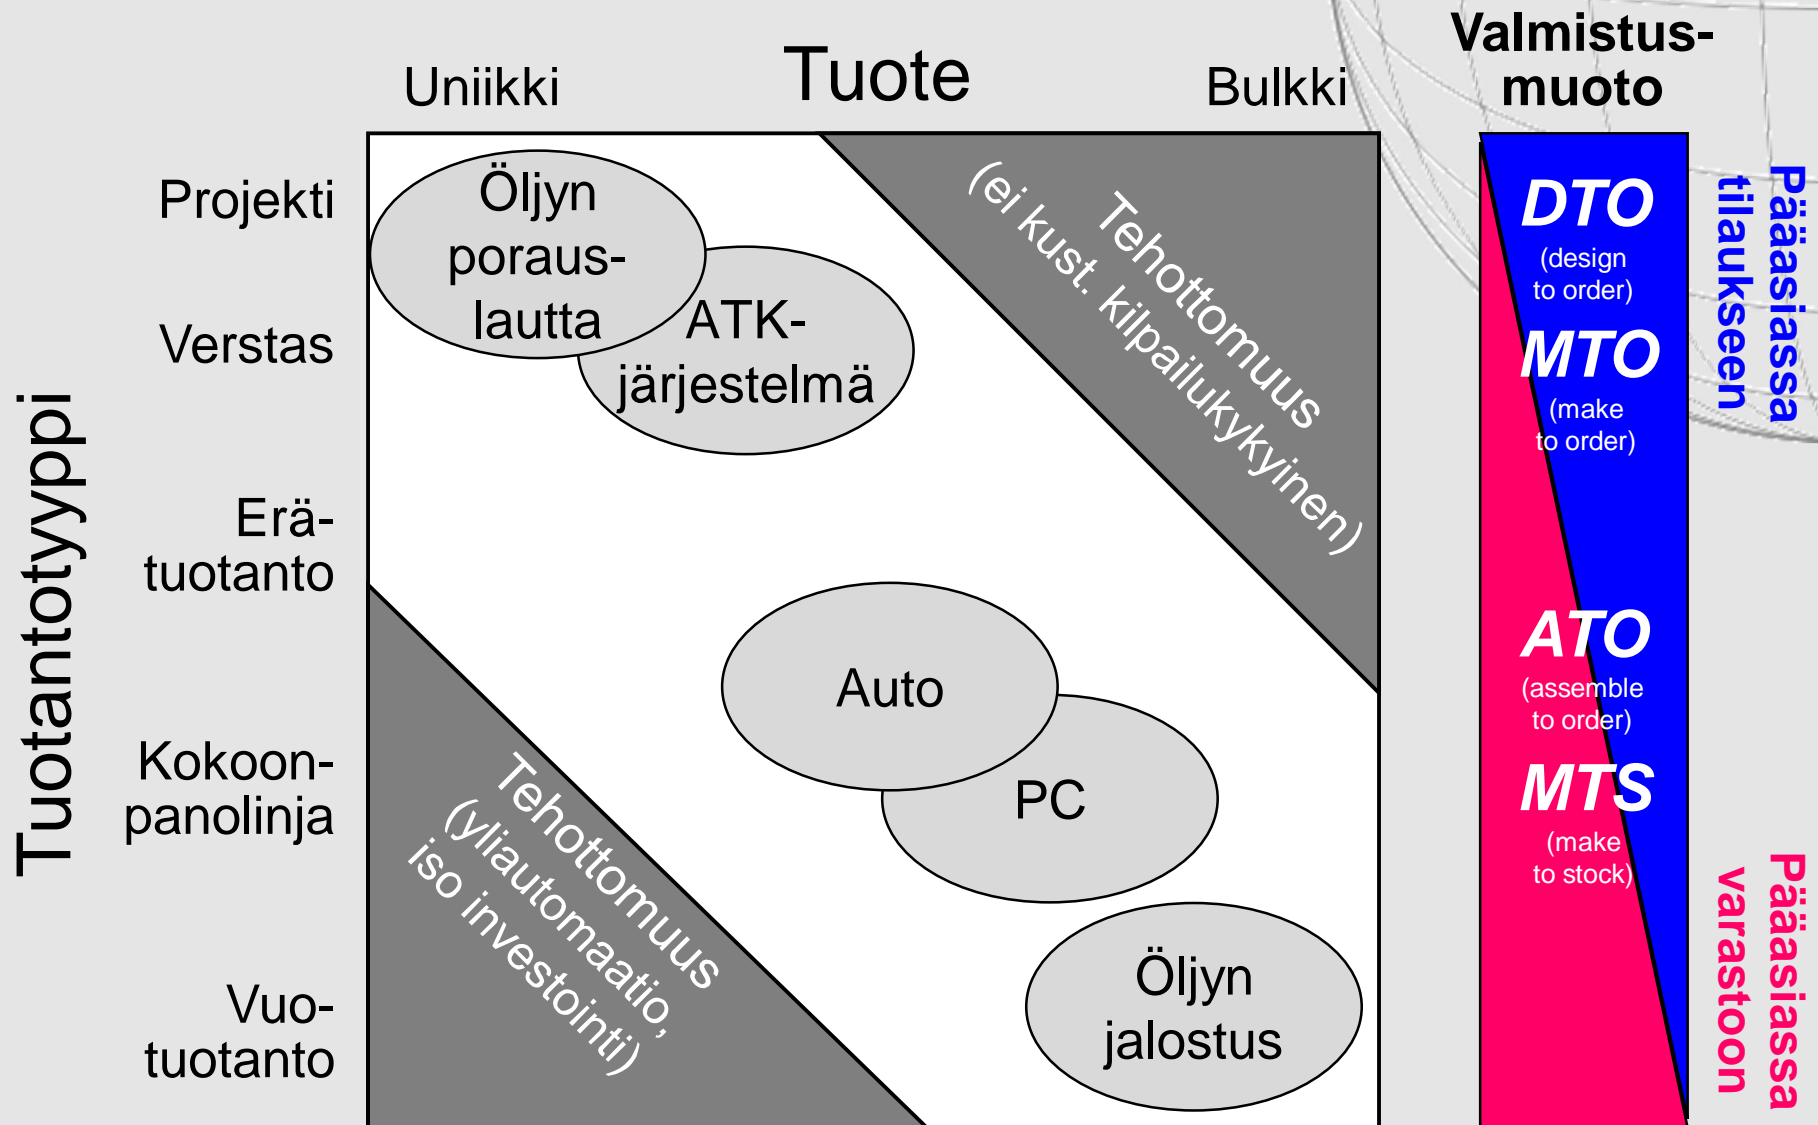 Valmistus-
muoto
Tuote
Uniikki
Bulkki
Tuotantotyyppi
Projekti
Verstas
Erä-
tuotanto
Kokoon-
panolinja
Vuo-
tuotanto
Öljyn
poraus-
lautta
ATK-
järjestelmä
Auto
PC
Öljyn
jalostus
Tehottomuus
(ei kust. kilpailukykyinen)
Tehottomuus
(yliautomaatio,
iso investointi)
DTO
(design
to order)
MTO
(make
to order)
ATO
(assemble
to order)
MTS
(make
to stock)
Pääasiassa
tilaukseen
Pääasiassa
varastoon